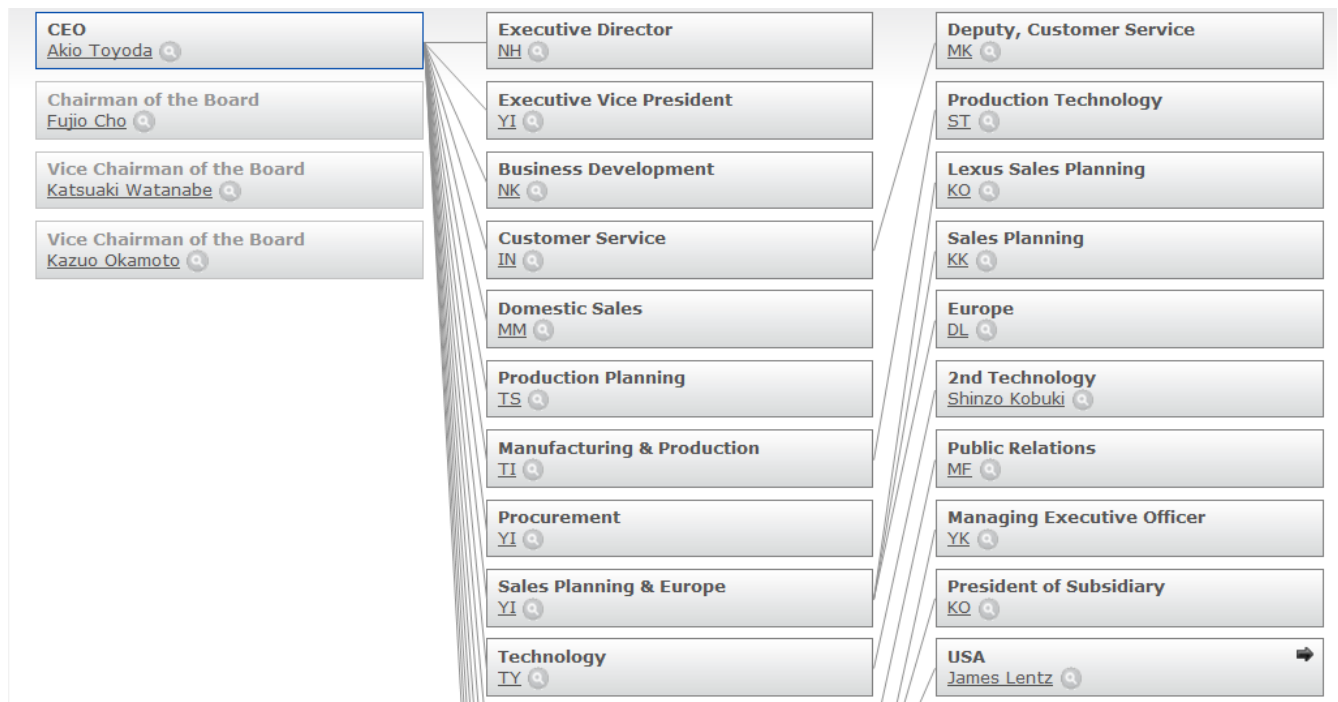 CEO
Akio Toyoda
Chairman of the Board
Fujio Cho
Vice Chairman of the Board
Katsuaki Watanabe
Vice Chairman of the Board
Kazuo Okamoto
Executive Director
NH
Executive Vice President
YI
Business Development
NK
Customer Service
IN
Domestic Sales
MM
Production Planning
TS
Manufacturing & Production
TI
Procurement
YI
Sales Planning & Europe
YI
Technology
TY
Deputy, Customer Service
MK
Production Technology
ST
Lexus Sales Planning
KO
Sales Planning
KK
Europe
DL
2nd Technology
Shinzo Kobuki
Public Relations
MF
Managing Executive Officer
YK
President of Subsidiary
KO
USA
James Lentz